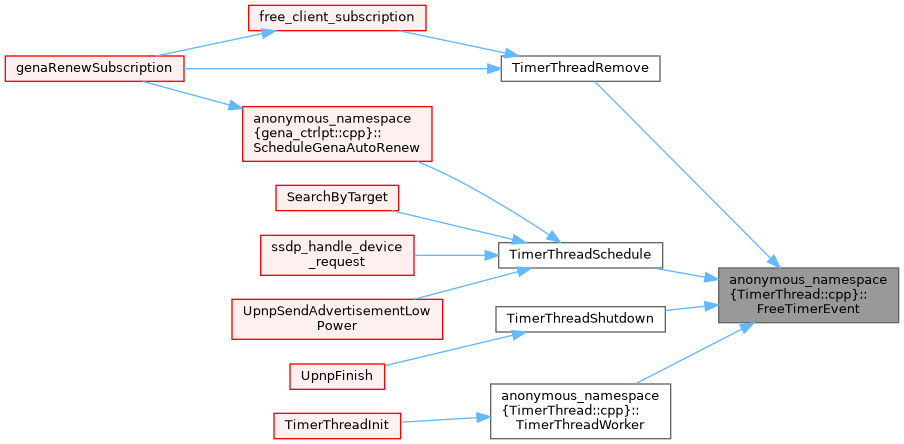 free_client_subscription
genaRenewSubscription
TimerThreadRemove
anonymous_namespace
{gena_ctrlpt::cpp}::
ScheduleGenaAutoRenew
SearchByTarget
ssdp_handle_device
_request
TimerThreadSchedule
anonymous_namespace
{TimerThread::cpp}::
FreeTimerEvent
UpnpSendAdvertisementLow
Power
TimerThreadShutdown
UpnpFinish
anonymous_namespace
{TimerThread::cpp}::
TimerThreadWorker
TimerThreadInit